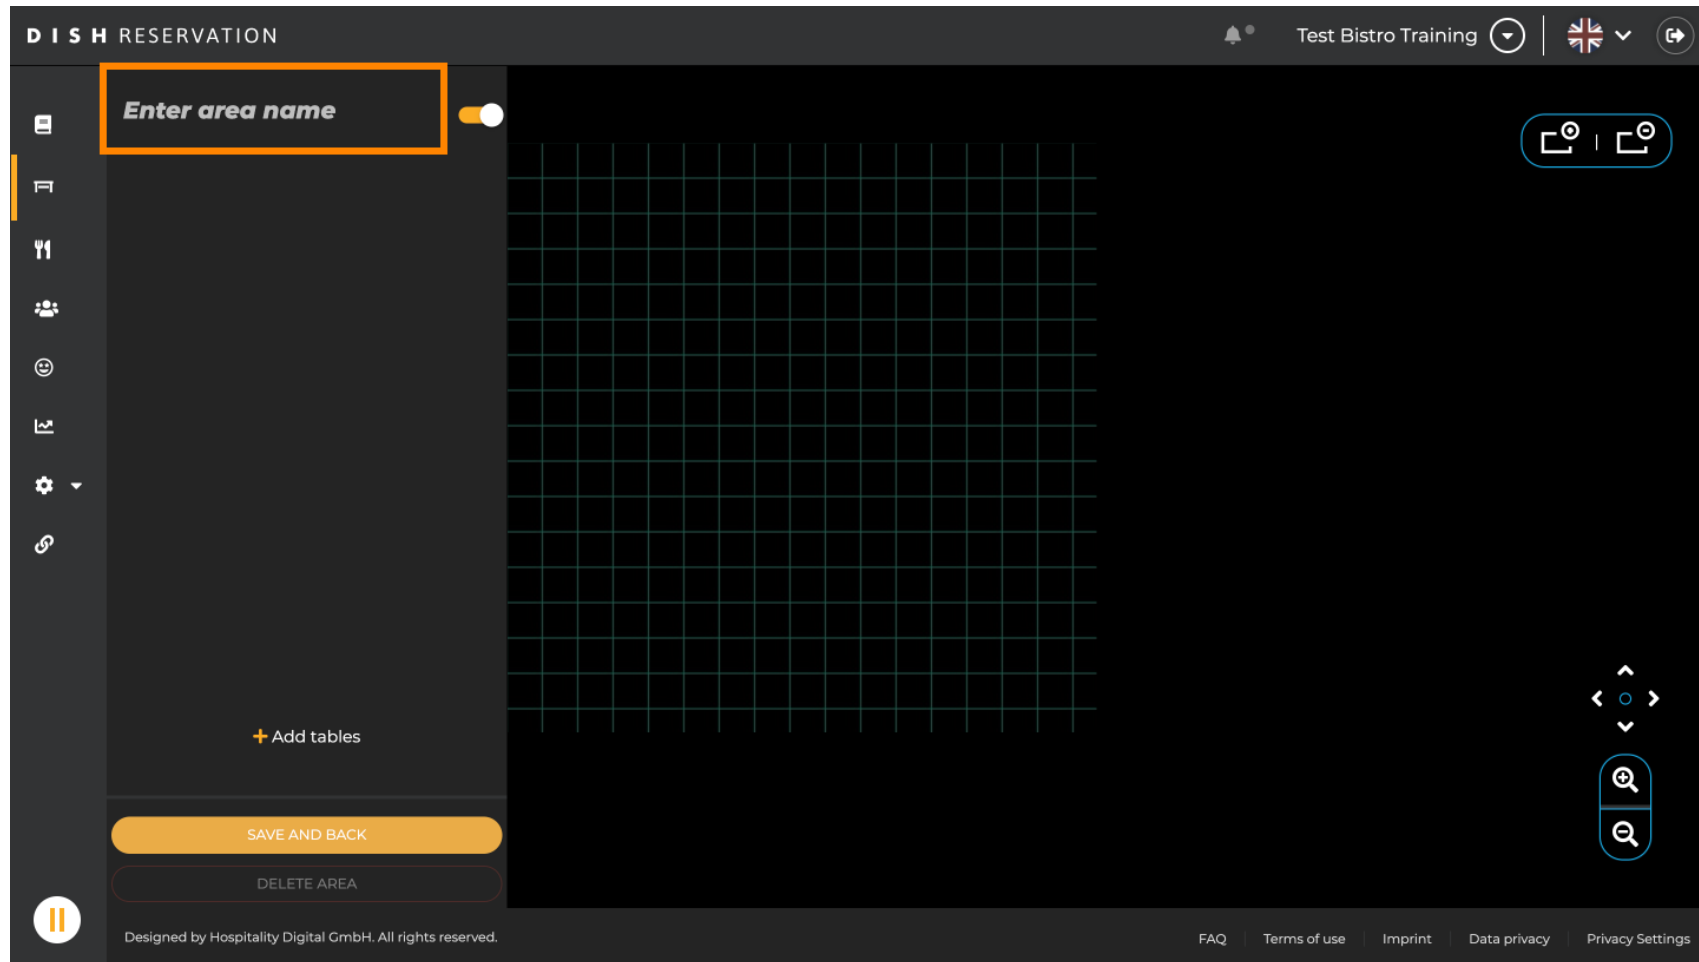 DISH RESERVATION
Test Bistro Training
Enter area name
+ Add tables
SAVE AND BACK
DELETE AREA
Designed by Hospitality Digital GmbH. All rights reserved.
FAQ | Terms of use | Imprint | Data privacy | Privacy Settings